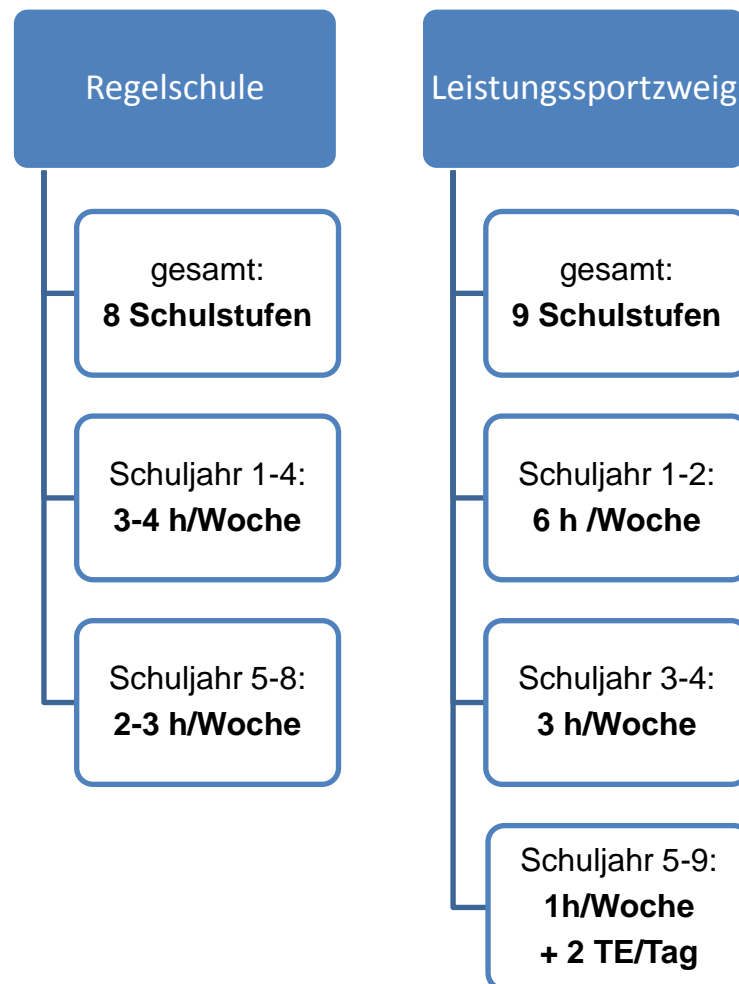 Regelschule
gesamt:
8 Schulstufen
Schuljahr 1-4:
3-4 h/Woche
Schuljahr 5-8:
2-3 h/Woche
Leistungssportzweig
gesamt:
9 Schulstufen
Schuljahr 1-2:
6 h /Woche
Schuljahr 3-4:
3 h/Woche
Schuljahr 5-9:
1h/Woche
+ 2 TE/Tag